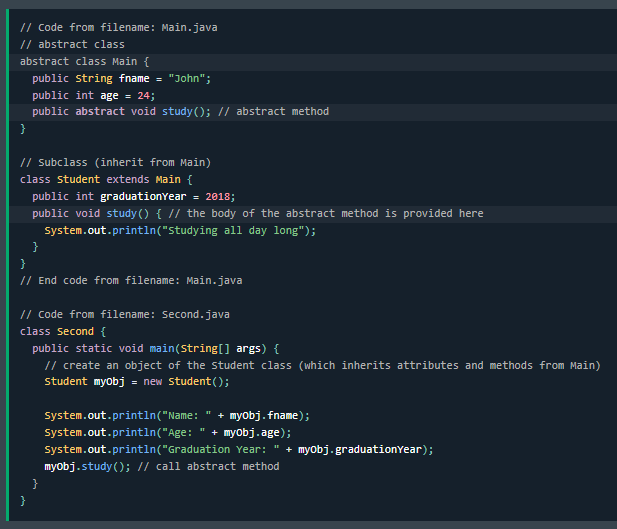 // Code from filename: Main.java
// abstract class
abstract class Main {
  public String fname = "John";
  public int age = 24;
  public abstract void study(); // abstract method
}

// Subclass (inherit from Main)
class Student extends Main {
  public int graduationYear = 2018;
  public void study() { // the body of the abstract method is provided here
    System.out.println("Studying all day long");
  }
}
// End code from filename: Main.java

// Code from filename: Second.java
class Second {
  public static void main(String[] args) {
    // create an object of the Student class (which inherits attributes and methods from Main)
    Student myObj = new Student();

    System.out.println("Name: " + myObj.fname);
    System.out.println("Age: " + myObj.age);
    System.out.println("Graduation Year: " + myObj.graduationYear);
    myObj.study(); // call abstract method
  }
}